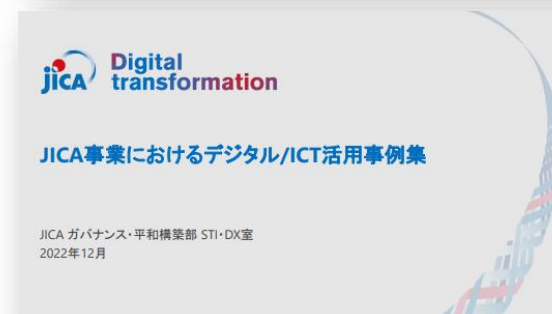 JICA
Digital
transformation
JICA事業におけるデジタル/ICT活用事例集
JICA ガバナンス・平和構築部 STI・DX室
2022年12月